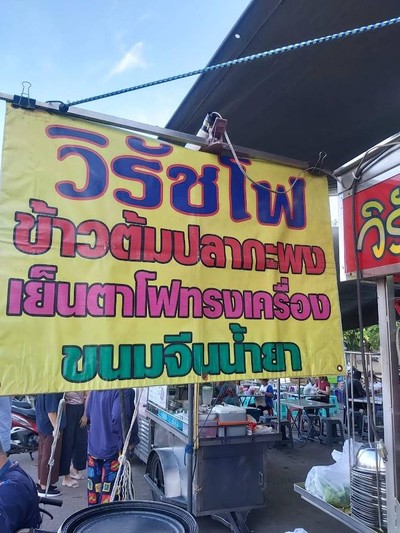 วิรัชโภ
ข้าวต้มปลากะพง
เย็นตาโฟทรงเครื่อง
ขนมจีนน้ำยา
วิ